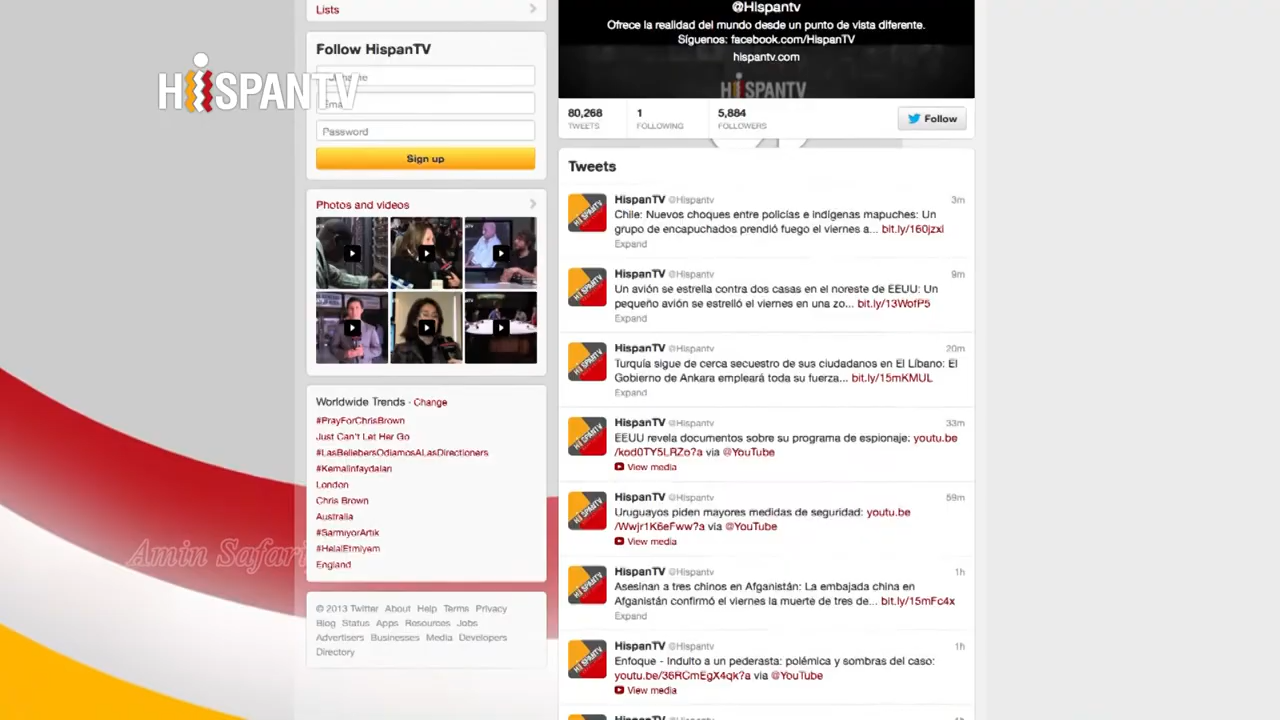 Lists
Follow HispanTV
Password
Sign up
HISPANTV
Photos and videos
Worldwide Trends · Change
#PrayForChrisBrown
Just Can't Let Her Go
#LasBeliebersOdiamosALasDirectioners
#Kemalinfaydaları
London
Chris Brown
Australia
#SarmıyorArtık
#HelalEtmiyem
England
© 2013 Twitter About Help Terms Privacy
Blog Status Apps Resources Jobs
Advertisers Businesses Media Developers
Directory
Amin Safari
@Hispantv
Ofrece la realidad del mundo desde un punto de vista diferente.
Síguenos: facebook.com/HispanTV
hispantv.com
HISPANTV
80,268 1 5,884
TWEETS FOLLOWING FOLLOWERS
Follow
Tweets
HispanTV @Hispantv 3m
Chile: Nuevos choques entre policías e indígenas mapuches: Un
grupo de encapuchados prendió fuego el viernes a... bit.ly/160jzxl
Expand
HispanTV @Hispantv 9m
Un avión se estrella contra dos casas en el noreste de EEUU: Un
pequeño avión se estrelló el viernes en una zo... bit.ly/13WofP5
Expand
HispanTV @Hispantv 20m
Turquía sigue de cerca secuestro de sus ciudadanos en El Líbano: El
Gobierno de Ankara empleará toda su fuerza... bit.ly/15mKMUL
Expand
HispanTV @Hispantv 33m
EEUU revela documentos sobre su programa de espionaje: youtu.be
/kod0TY5LRZo?a via @YouTube
View media
HispanTV @Hispantv 59m
Uruguayos piden mayores medidas de seguridad: youtu.be
/Wwjr1K6eFww?a via @YouTube
View media
HispanTV @Hispantv 1h
Asesinan a tres chinos en Afganistán: La embajada china en
Afganistán confirmó el viernes la muerte de tres de... bit.ly/15mFc4x
Expand
HispanTV @Hispantv 1h
Enfoque - Indulto a un pederasta: polémica y sombras del caso:
youtu.be/36RCmEgX4qk?a via @YouTube
View media
HispanTV @Hispantv 1h